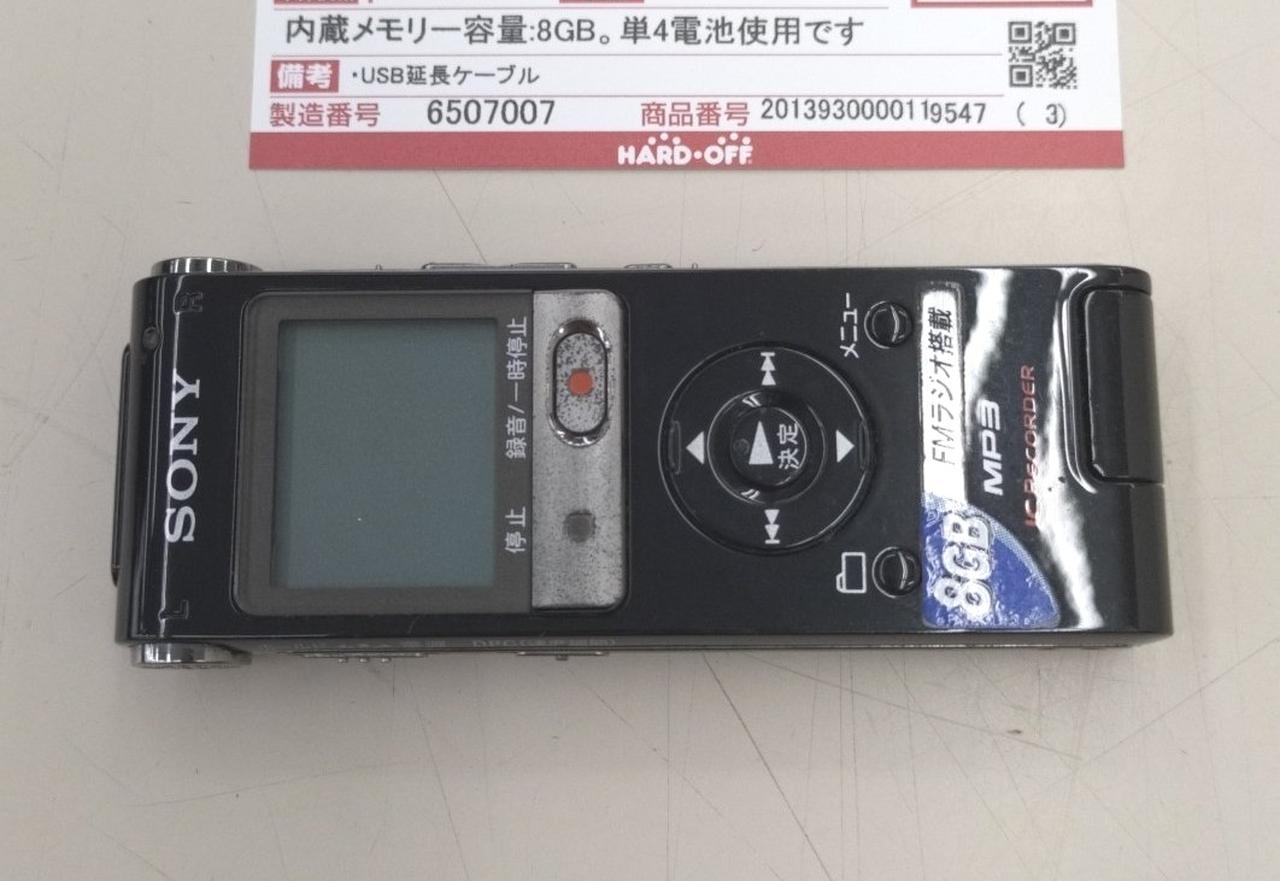 内蔵メモリー容量:8GB。単4電池使用です
備考 ・USB延長ケーブル
製造番号 6507007 商品番号 2013930000119547 ( 3)
HARD・OFF
SONY
L
R
録音/一時停止
停止
決定
メニュー
FMラジオ搭載
8GB
MP3
IC RECORDER